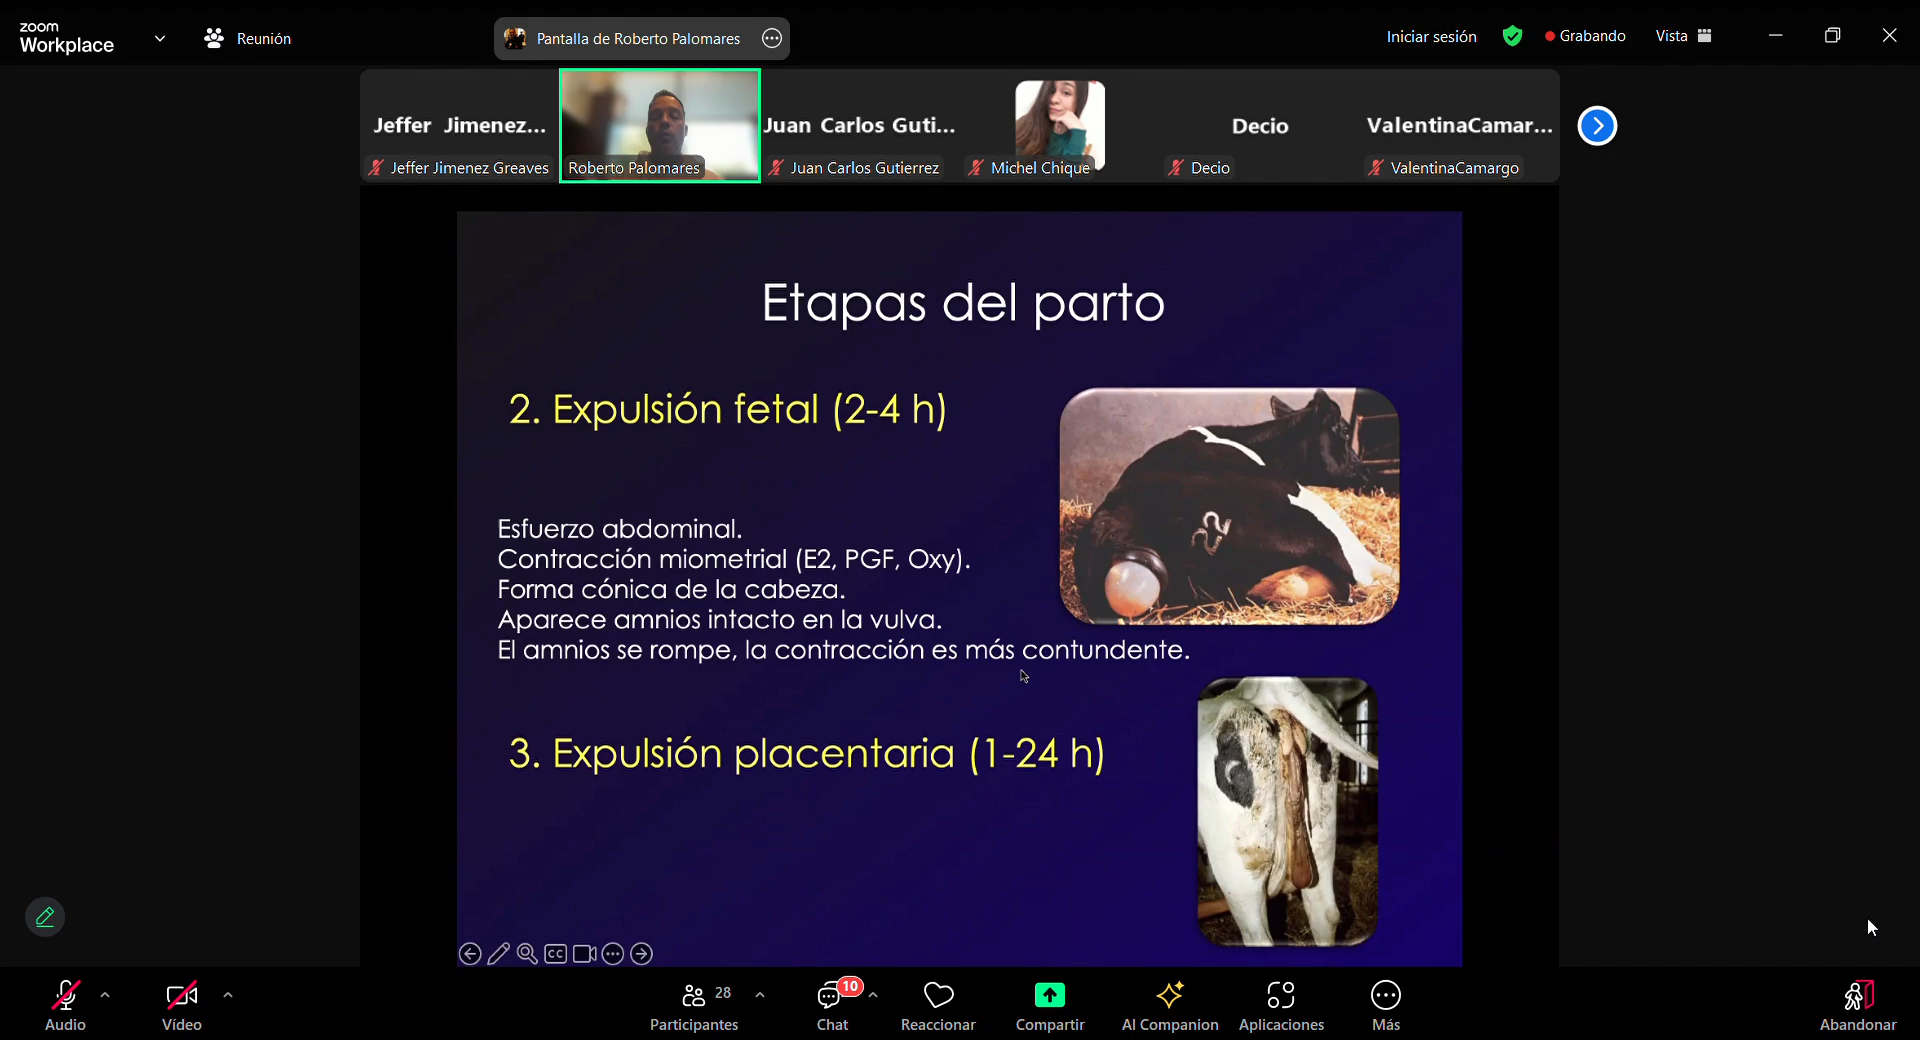 zoom
Workplace
Reunión
Pantalla de Roberto Palomares
Iniciar sesión
Grabando
Vista
Jeffer Jimenez...
Jeffer Jimenez Greaves
Roberto Palomares
Juan Carlos Guti...
Juan Carlos Gutierrez
Michel Chique
Decio
Decio
ValentinaCamar...
ValentinaCamargo
Etapas del parto
2. Expulsión fetal (2-4 h)
Esfuerzo abdominal.
Contracción miometrial (E2, PGF, Oxy).
Forma cónica de la cabeza.
Aparece amnios intacto en la vulva.
El amnios se rompe, la contracción es más contundente.
22
3. Expulsión placentaria (1-24 h)
CC
Audio
Vídeo
28
Participantes
10
Chat
Reaccionar
Compartir
AI Companion
Aplicaciones
Más
Abandonar